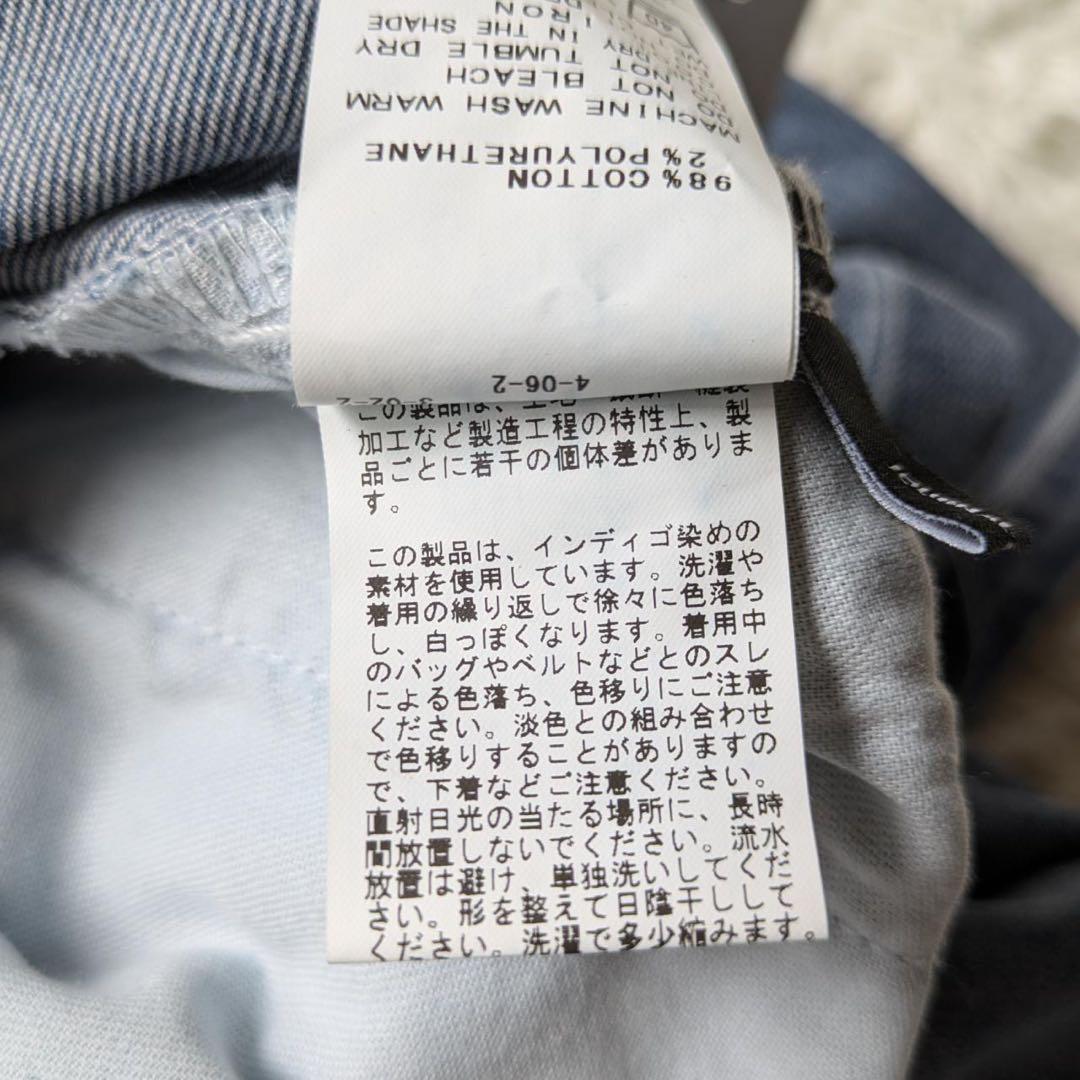 98% COTTON
2% POLYURETHANE
MACHINE WASH WARM
DO NOT BLEACH
DO NOT TUMBLE DRY
DRY IN THE SHADE
IRON
4-06-2
この製品は、
加工など製造工程の特性上、製
品ごとに若干の個体差がありま
す。
この製品は、インディゴ染めの
素材を使用しています。洗濯や
着用の繰り返しで徐々に色落ち
し、白っぽくなります。着用中
のバッグやベルトなどとのスレ
による色落ち、色移りにご注意
ください。淡色との組み合わせ
で色移りすることがありますの
で、下着などご注意ください。
直射日光の当たる場所に、長時
間放置しないでください。流水
放置は避け、単独洗いしてくだ
さい。形を整えて日陰干しして
ください。洗濯で多少縮みます。